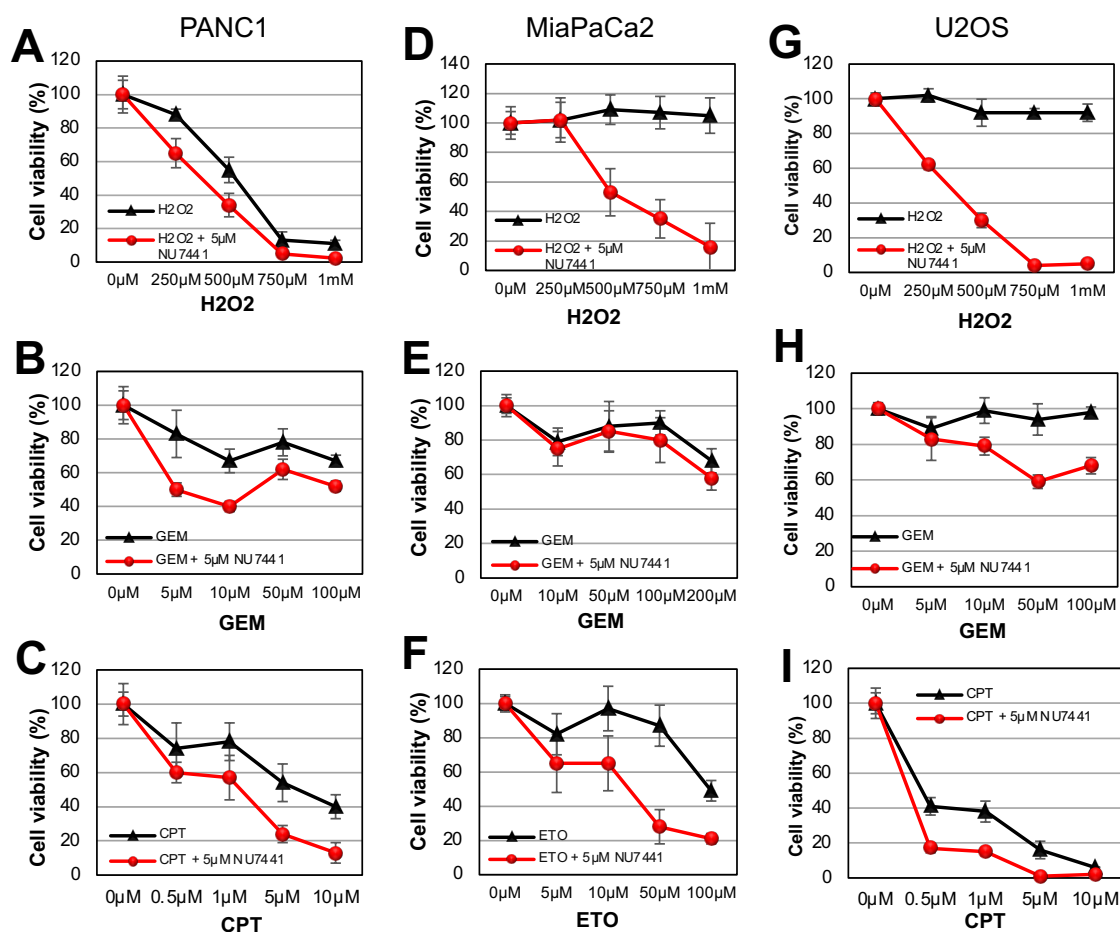 PANC1
MiaPaCa2
U2OS
A
Cell viability (%)
120
100
80
60
40
20
0
H2O2
H2O2 + 5µM
NU7441
0µM 250µM 500µM 750µM 1mM
H2O2
D
Cell viability (%)
140
120
100
80
60
40
20
0
H2O2
H2O2 + 5µM
NU7441
0µM 250µM 500µM 750µM 1mM
H2O2
G
Cell viability (%)
120
100
80
60
40
20
0
H2O2
H2O2 + 5µM
NU7441
0µM 250µM 500µM 750µM 1mM
H2O2
B
Cell viability (%)
120
100
80
60
40
20
0
GEM
GEM + 5µM NU7441
0µM 5µM 10µM 50µM 100µM
GEM
E
Cell viability (%)
120
100
80
60
40
20
0
GEM
GEM + 5µM NU7441
0µM 10µM 50µM 100µM 200µM
GEM
H
Cell viability (%)
120
100
80
60
40
20
0
GEM
GEM + 5µM NU7441
0µM 5µM 10µM 50µM 100µM
GEM
C
Cell viability (%)
120
100
80
60
40
20
0
CPT
CPT + 5µM NU7441
0µM 0.5µM 1µM 5µM 10µM
CPT
F
Cell viability (%)
120
100
80
60
40
20
0
ETO
ETO + 5µM NU7441
0µM 5µM 10µM 50µM 100µM
ETO
I
Cell viability (%)
120
100
80
60
40
20
0
CPT
CPT + 5µM NU7441
0µM 0.5µM 1µM 5µM 10µM
CPT